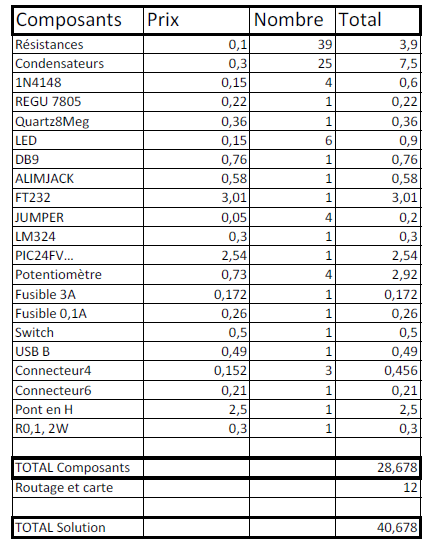 Composants Prix Nombre Total
Résistances 0,1 39 3,9
Condensateurs 0,3 25 7,5
1N4148 0,15 4 0,6
REGU 7805 0,22 1 0,22
Quartz8Meg 0,36 1 0,36
LED 0,15 6 0,9
DB9 0,76 1 0,76
ALIMJACK 0,58 1 0,58
FT232 3,01 1 3,01
JUMPER 0,05 4 0,2
LM324 0,3 1 0,3
PIC24FV... 2,54 1 2,54
Potentiomètre 0,73 4 2,92
Fusible 3A 0,172 1 0,172
Fusible 0,1A 0,26 1 0,26
Switch 0,5 1 0,5
USB B 0,49 1 0,49
Connecteur4 0,152 3 0,456
Connecteur6 0,21 1 0,21
Pont en H 2,5 1 2,5
R0,1, 2W 0,3 1 0,3
TOTAL Composants 28,678
Routage et carte 12
TOTAL Solution 40,678